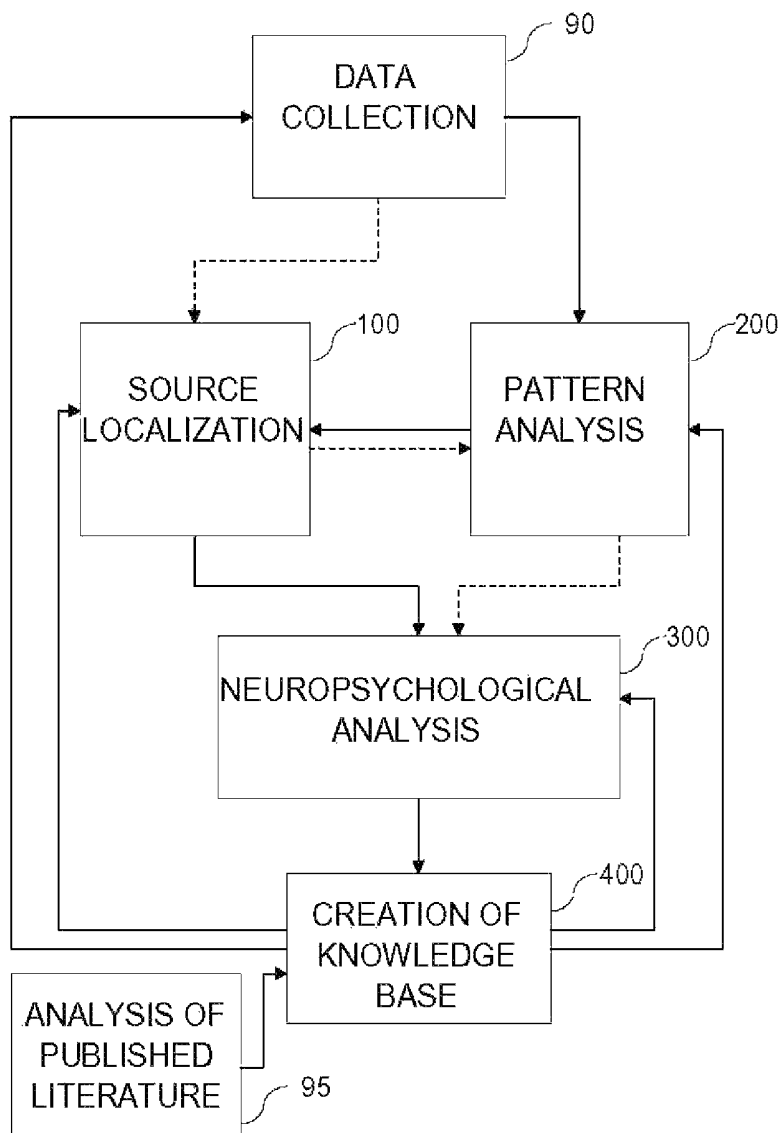 90
DATA
COLLECTION
100
SOURCE
LOCALIZATION
200
PATTERN
ANALYSIS
300
NEUROPSYCHOLOGICAL
ANALYSIS
400
CREATION OF
KNOWLEDGE
BASE
ANALYSIS OF
PUBLISHED
LITERATURE
95